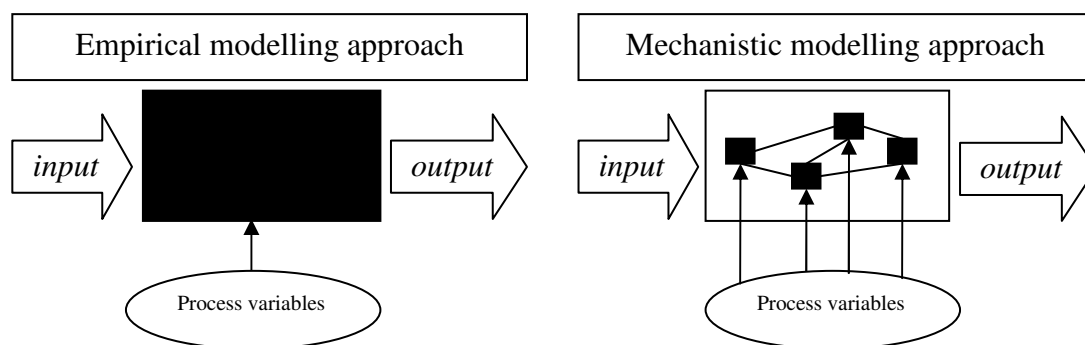 Empirical modelling approach
input
output
Process variables
Mechanistic modelling approach
input
output
Process variables